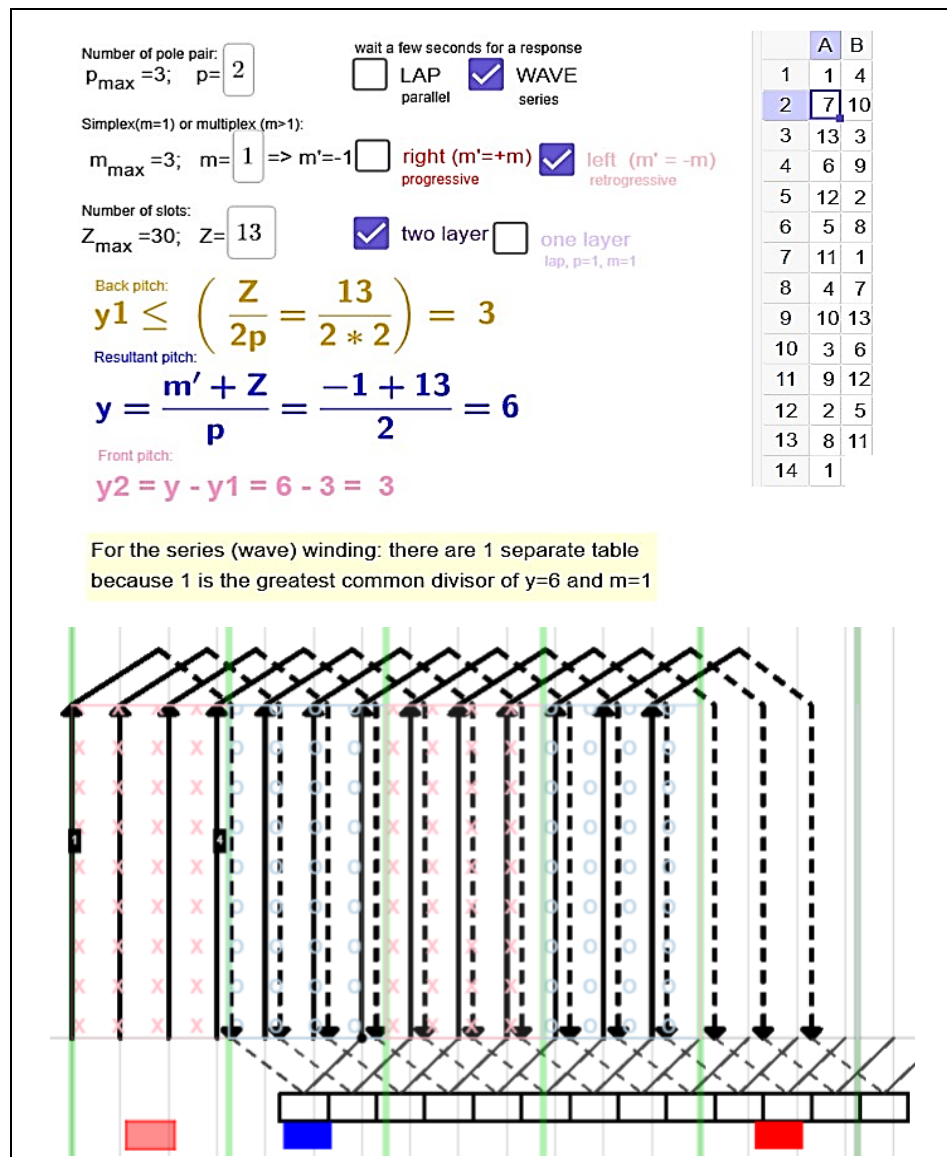 Number of pole pair:
pmax =3; p= 2
wait a few seconds for a response
LAP
parallel
WAVE
series
Simplex(m=1) or multiplex (m>1):
mmax =3; m= 1 => m'=-1
right (m'=+m)
progressive
left (m' = -m)
retrogressive
Number of slots:
Zmax =30; Z= 13
two layer
one layer
lap, p=1, m=1
Back pitch:
y1 ≤ ( Z/2p = 13/2 * 2 ) = 3
Resultant pitch:
y = m' + Z/p = -1 + 13/2 = 6
Front pitch:
y2 = y - y1 = 6 - 3 = 3
A B
1 1 4
2 7 10
3 13 3
4 6 9
5 12 2
6 5 8
7 11 1
8 4 7
9 10 13
10 3 6
11 9 12
12 2 5
13 8 11
14 1
For the series (wave) winding: there are 1 separate table
because 1 is the greatest common divisor of y=6 and m=1
1
4